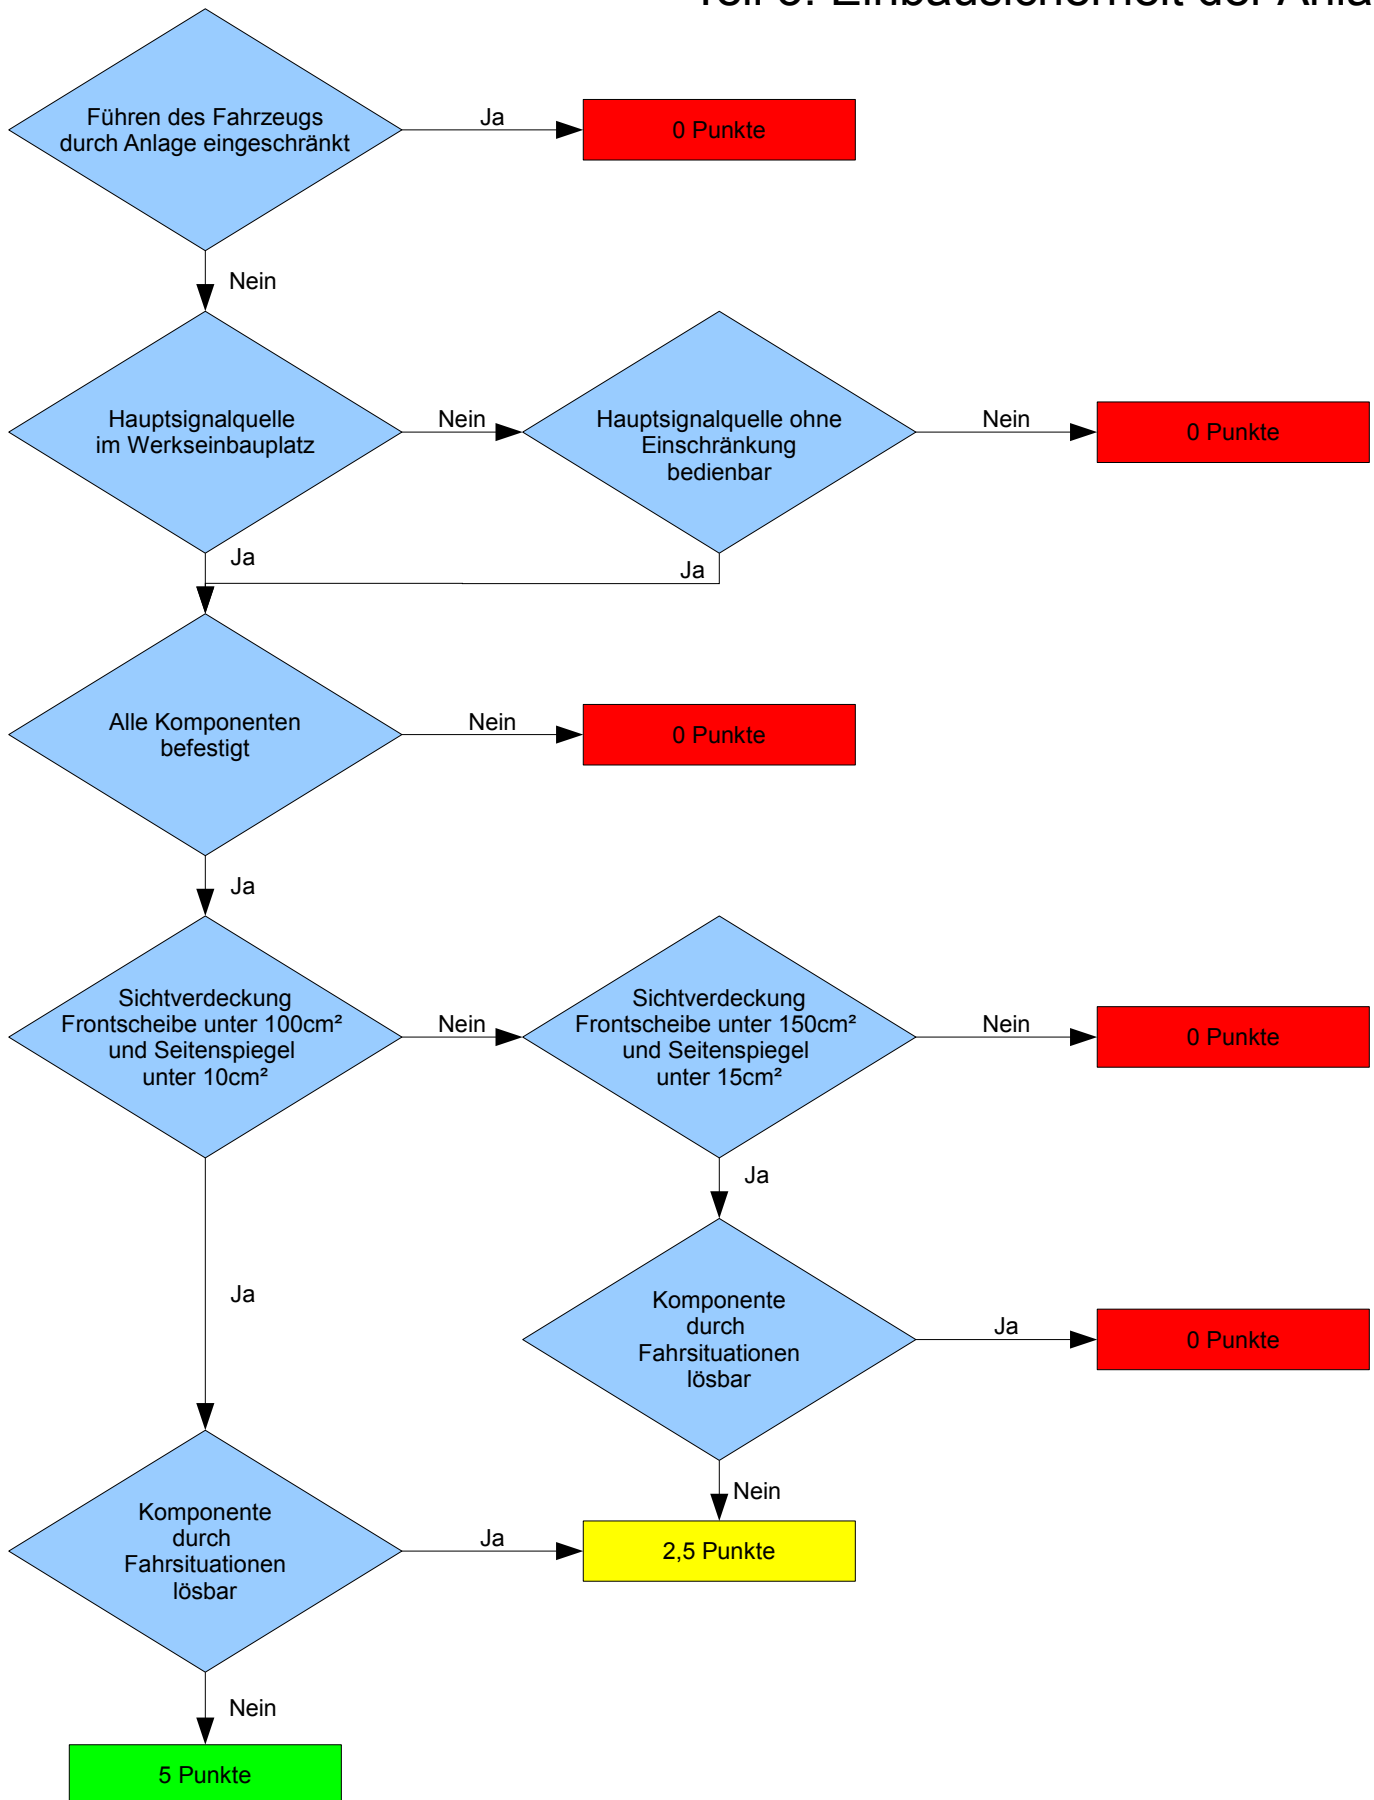 Führen des Fahrzeugs
durch Anlage eingeschränkt
Ja
0 Punkte
Nein
Hauptsignalquelle
im Werkseinbauplatz
Nein
Hauptsignalquelle ohne
Einschränkung
bedienbar
Nein
0 Punkte
Ja
Ja
Alle Komponenten
befestigt
Nein
0 Punkte
Ja
Sichtverdeckung
Frontscheibe unter 100cm²
und Seitenspiegel
unter 10cm²
Nein
Sichtverdeckung
Frontscheibe unter 150cm²
und Seitenspiegel
unter 15cm²
Nein
0 Punkte
Ja
Ja
Komponente
durch
Fahrsituationen
lösbar
Ja
0 Punkte
Nein
Komponente
durch
Fahrsituationen
lösbar
Ja
2,5 Punkte
Nein
5 Punkte